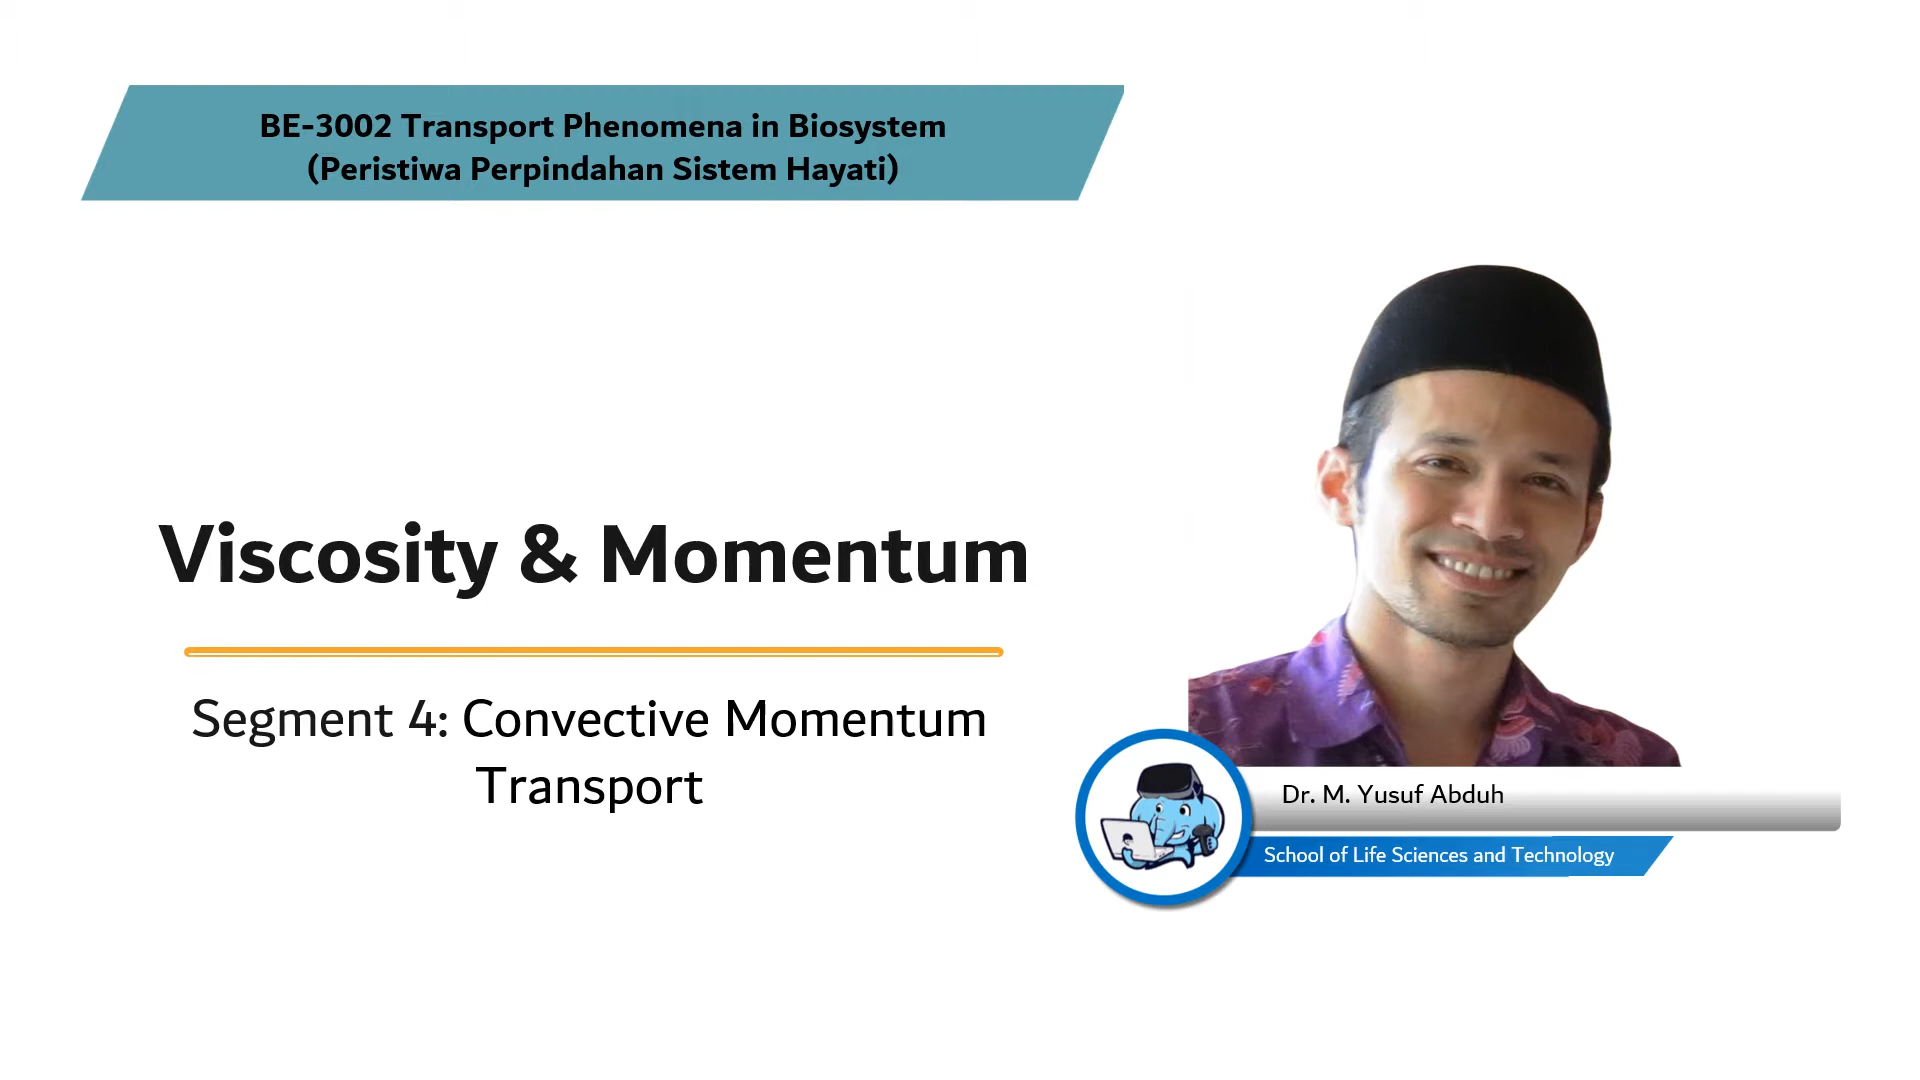 BE-3002 Transport Phenomena in Biosystem
(Peristiwa Perpindahan Sistem Hayati)
Viscosity & Momentum
Segment 4: Convective Momentum
Transport
Dr. M. Yusuf Abduh
School of Life Sciences and Technology